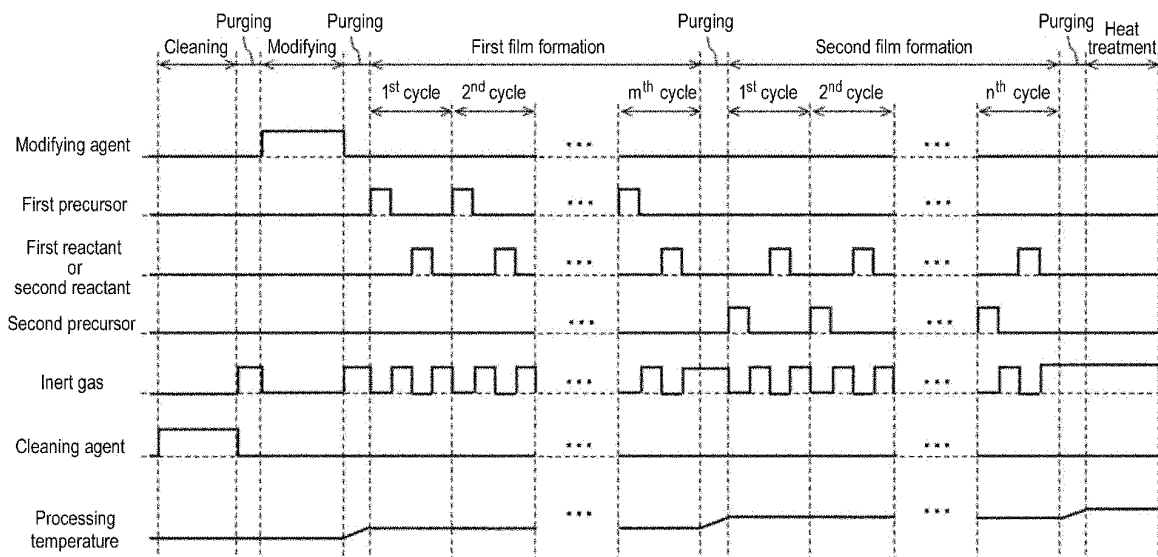 Purging
Purging
Purging
Purging
Heat
treatment
Cleaning
Modifying
First film formation
Second film formation
1st cycle
2nd cycle
mth cycle
1st cycle
2nd cycle
nth cycle
Modifying agent
First precursor
First reactant
or
second reactant
Second precursor
Inert gas
Cleaning agent
Processing
temperature